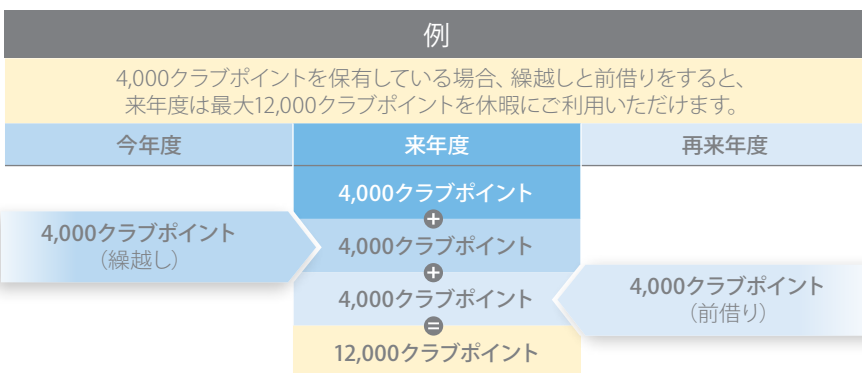 例
4,000クラブポイントを保有している場合、繰越しと前借りをすると、
来年度は最大12,000クラブポイントを休暇にご利用いただけます。
今年度
来年度
再来年度
4,000クラブポイント
+
4,000クラブポイント
(繰越し)
4,000クラブポイント
+
4,000クラブポイント
4,000クラブポイント
(前借り)
=
12,000クラブポイント